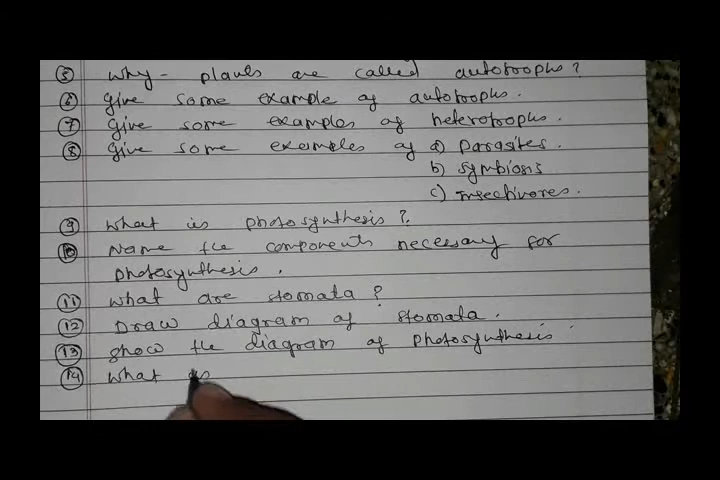 5 Why - plants are called autotrophs?
6 Give some example of autotrophs.
7 Give some examples of heterotrophs.
8 Give some examples of a) Parasites.
b) Symbiosis
c) Insectivores.
9 What is photosynthesis?
10 Name the components necessary for
photosynthesis.
11 What are stomata?
12 Draw diagram of stomata.
13 Show the diagram of photosynthesis.
14 What is